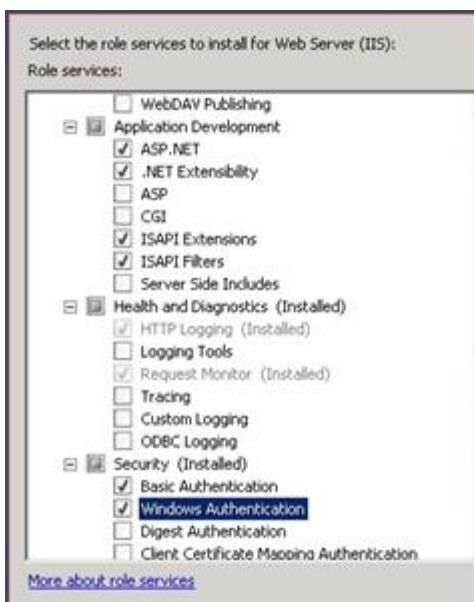 Select the role services to install for Web Server (IIS):
Role services:
WebDAV Publishing
Application Development
ASP.NET
.NET Extensibility
ASP
CGI
ISAPI Extensions
ISAPI Filters
Server Side Includes
Health and Diagnostics (Installed)
HTTP Logging (Installed)
Logging Tools
Request Monitor (Installed)
Tracing
Custom Logging
ODBC Logging
Security (Installed)
Basic Authentication
Windows Authentication
Digest Authentication
Client Certificate Mapping Authentication
More about role services